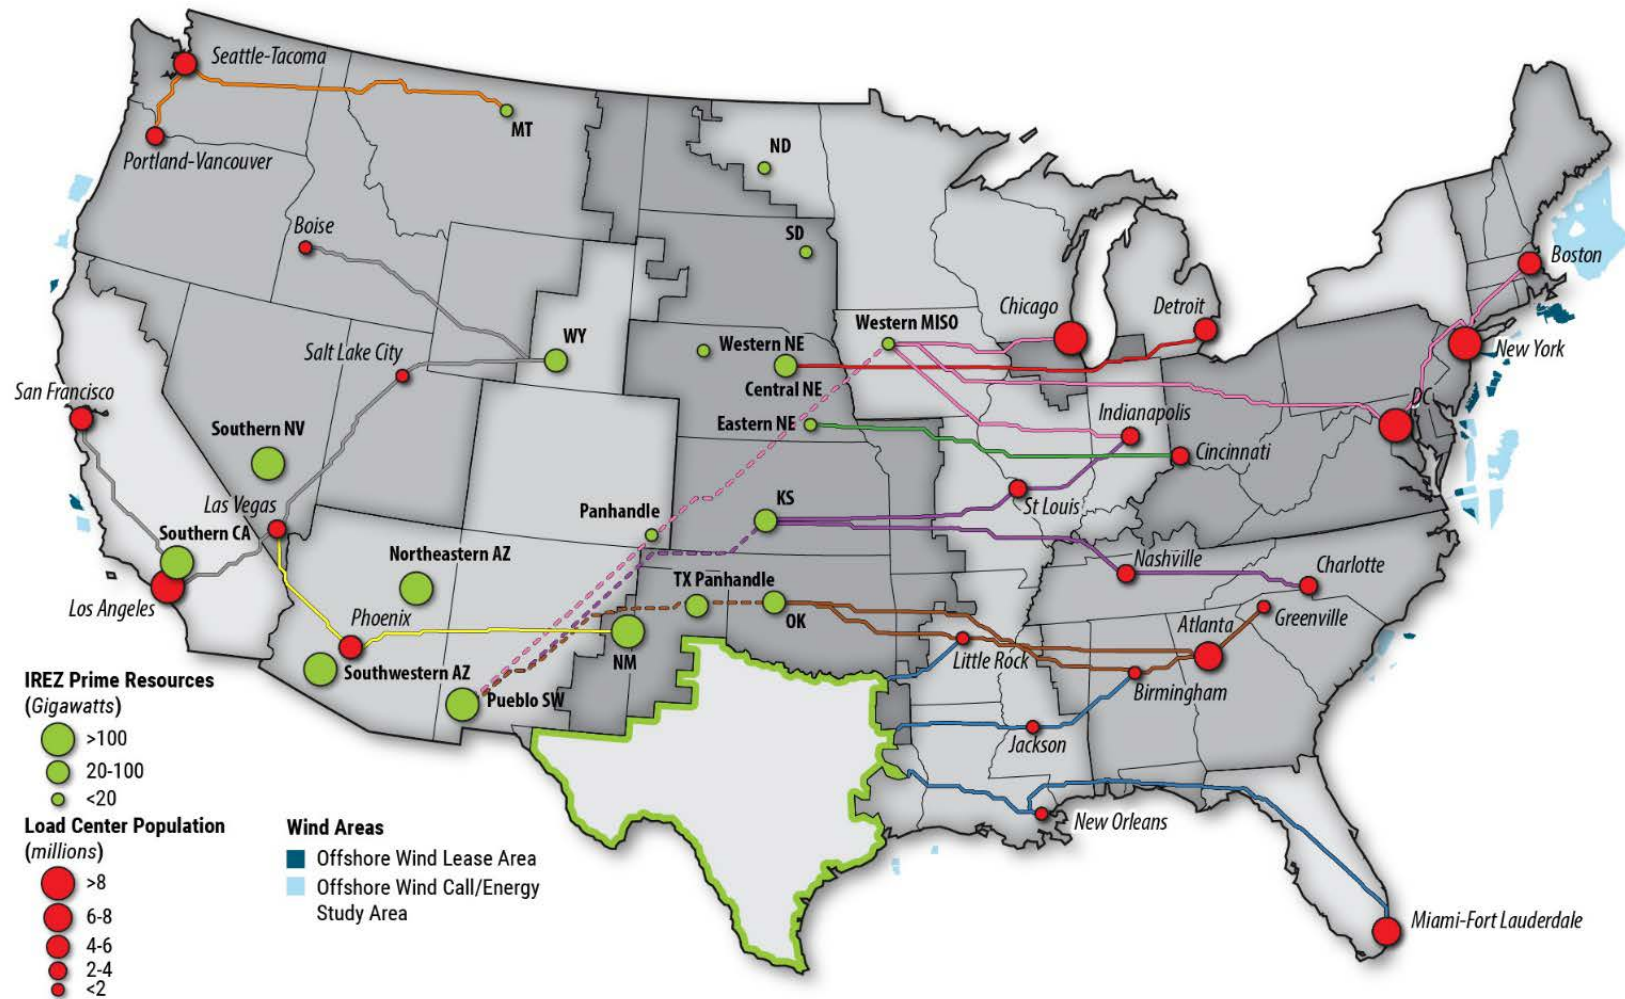 Seattle-Tacoma
MT
Portland-Vancouver
ND
Boise
SD
Boston
Chicago
Detroit
Western MISO
WY
Western NE
New York
Salt Lake City
Central NE
San Francisco
Indianapolis
Eastern NE
Southern NV
Cincinnati
KS
St Louis
Las Vegas
Panhandle
Southern CA
Northeastern AZ
Nashville
Charlotte
TX Panhandle
Los Angeles
Phoenix
OK
Greenville
Atlanta
NM
Little Rock
Southwestern AZ
Birmingham
Pueblo SW
Jackson
New Orleans
Miami-Fort Lauderdale
IREZ Prime Resources
(Gigawatts)
>100
20-100
<20
Load Center Population
(millions)
>8
6-8
4-6
2-4
<2
Wind Areas
Offshore Wind Lease Area
Offshore Wind Call/Energy
Study Area